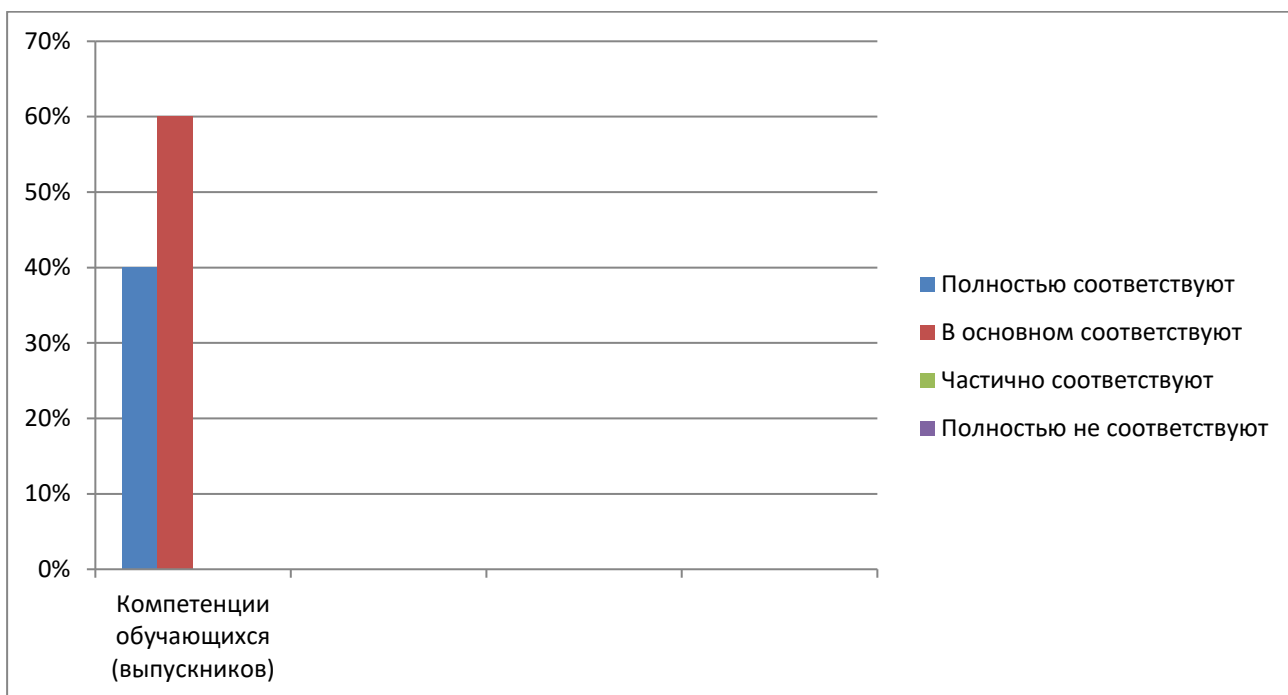 70%
60%
50%
40%
30%
20%
10%
0%
Компетенции
обучающихся
(выпускников)
Полностью соответствуют
В основном соответствуют
Частично соответствуют
Полностью не соответствуют